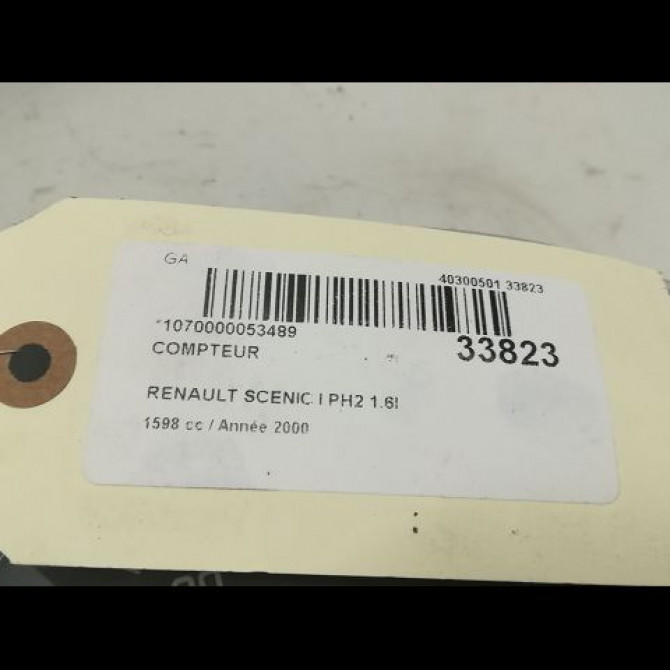 GA
40300501 33823
*1070000053489
COMPTEUR
33823
RENAULT SCENIC I PH2 1.6I
1598 cc / Année 2000